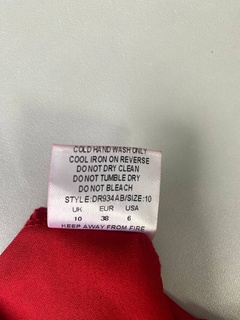 COLD HAND WASH ONLY
COOL IRON ON REVERSE
DO NOT DRY CLEAN
DO NOT TUMBLE DRY
DO NOT BLEACH
STYLE:DR934AB/SIZE:10
UK EUR USA
10 38 6
KEEP AWAY FROM FIRE